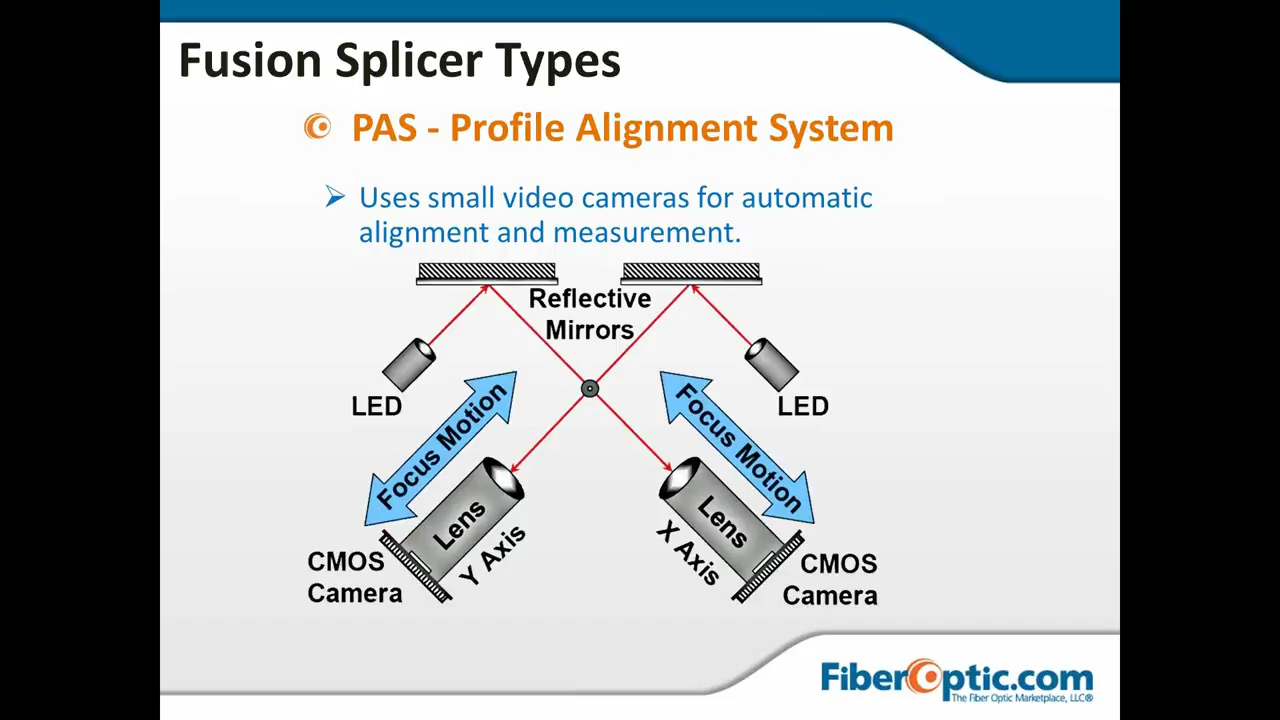 Fusion Splicer Types
PAS - Profile Alignment System
Uses small video cameras for automatic
alignment and measurement.
Reflective
Mirrors
LED
LED
Focus Motion
Focus Motion
Lens
Y Axis
Lens
X Axis
CMOS
Camera
CMOS
Camera
FiberOptic.com
The Fiber Optic Marketplace, LLC®